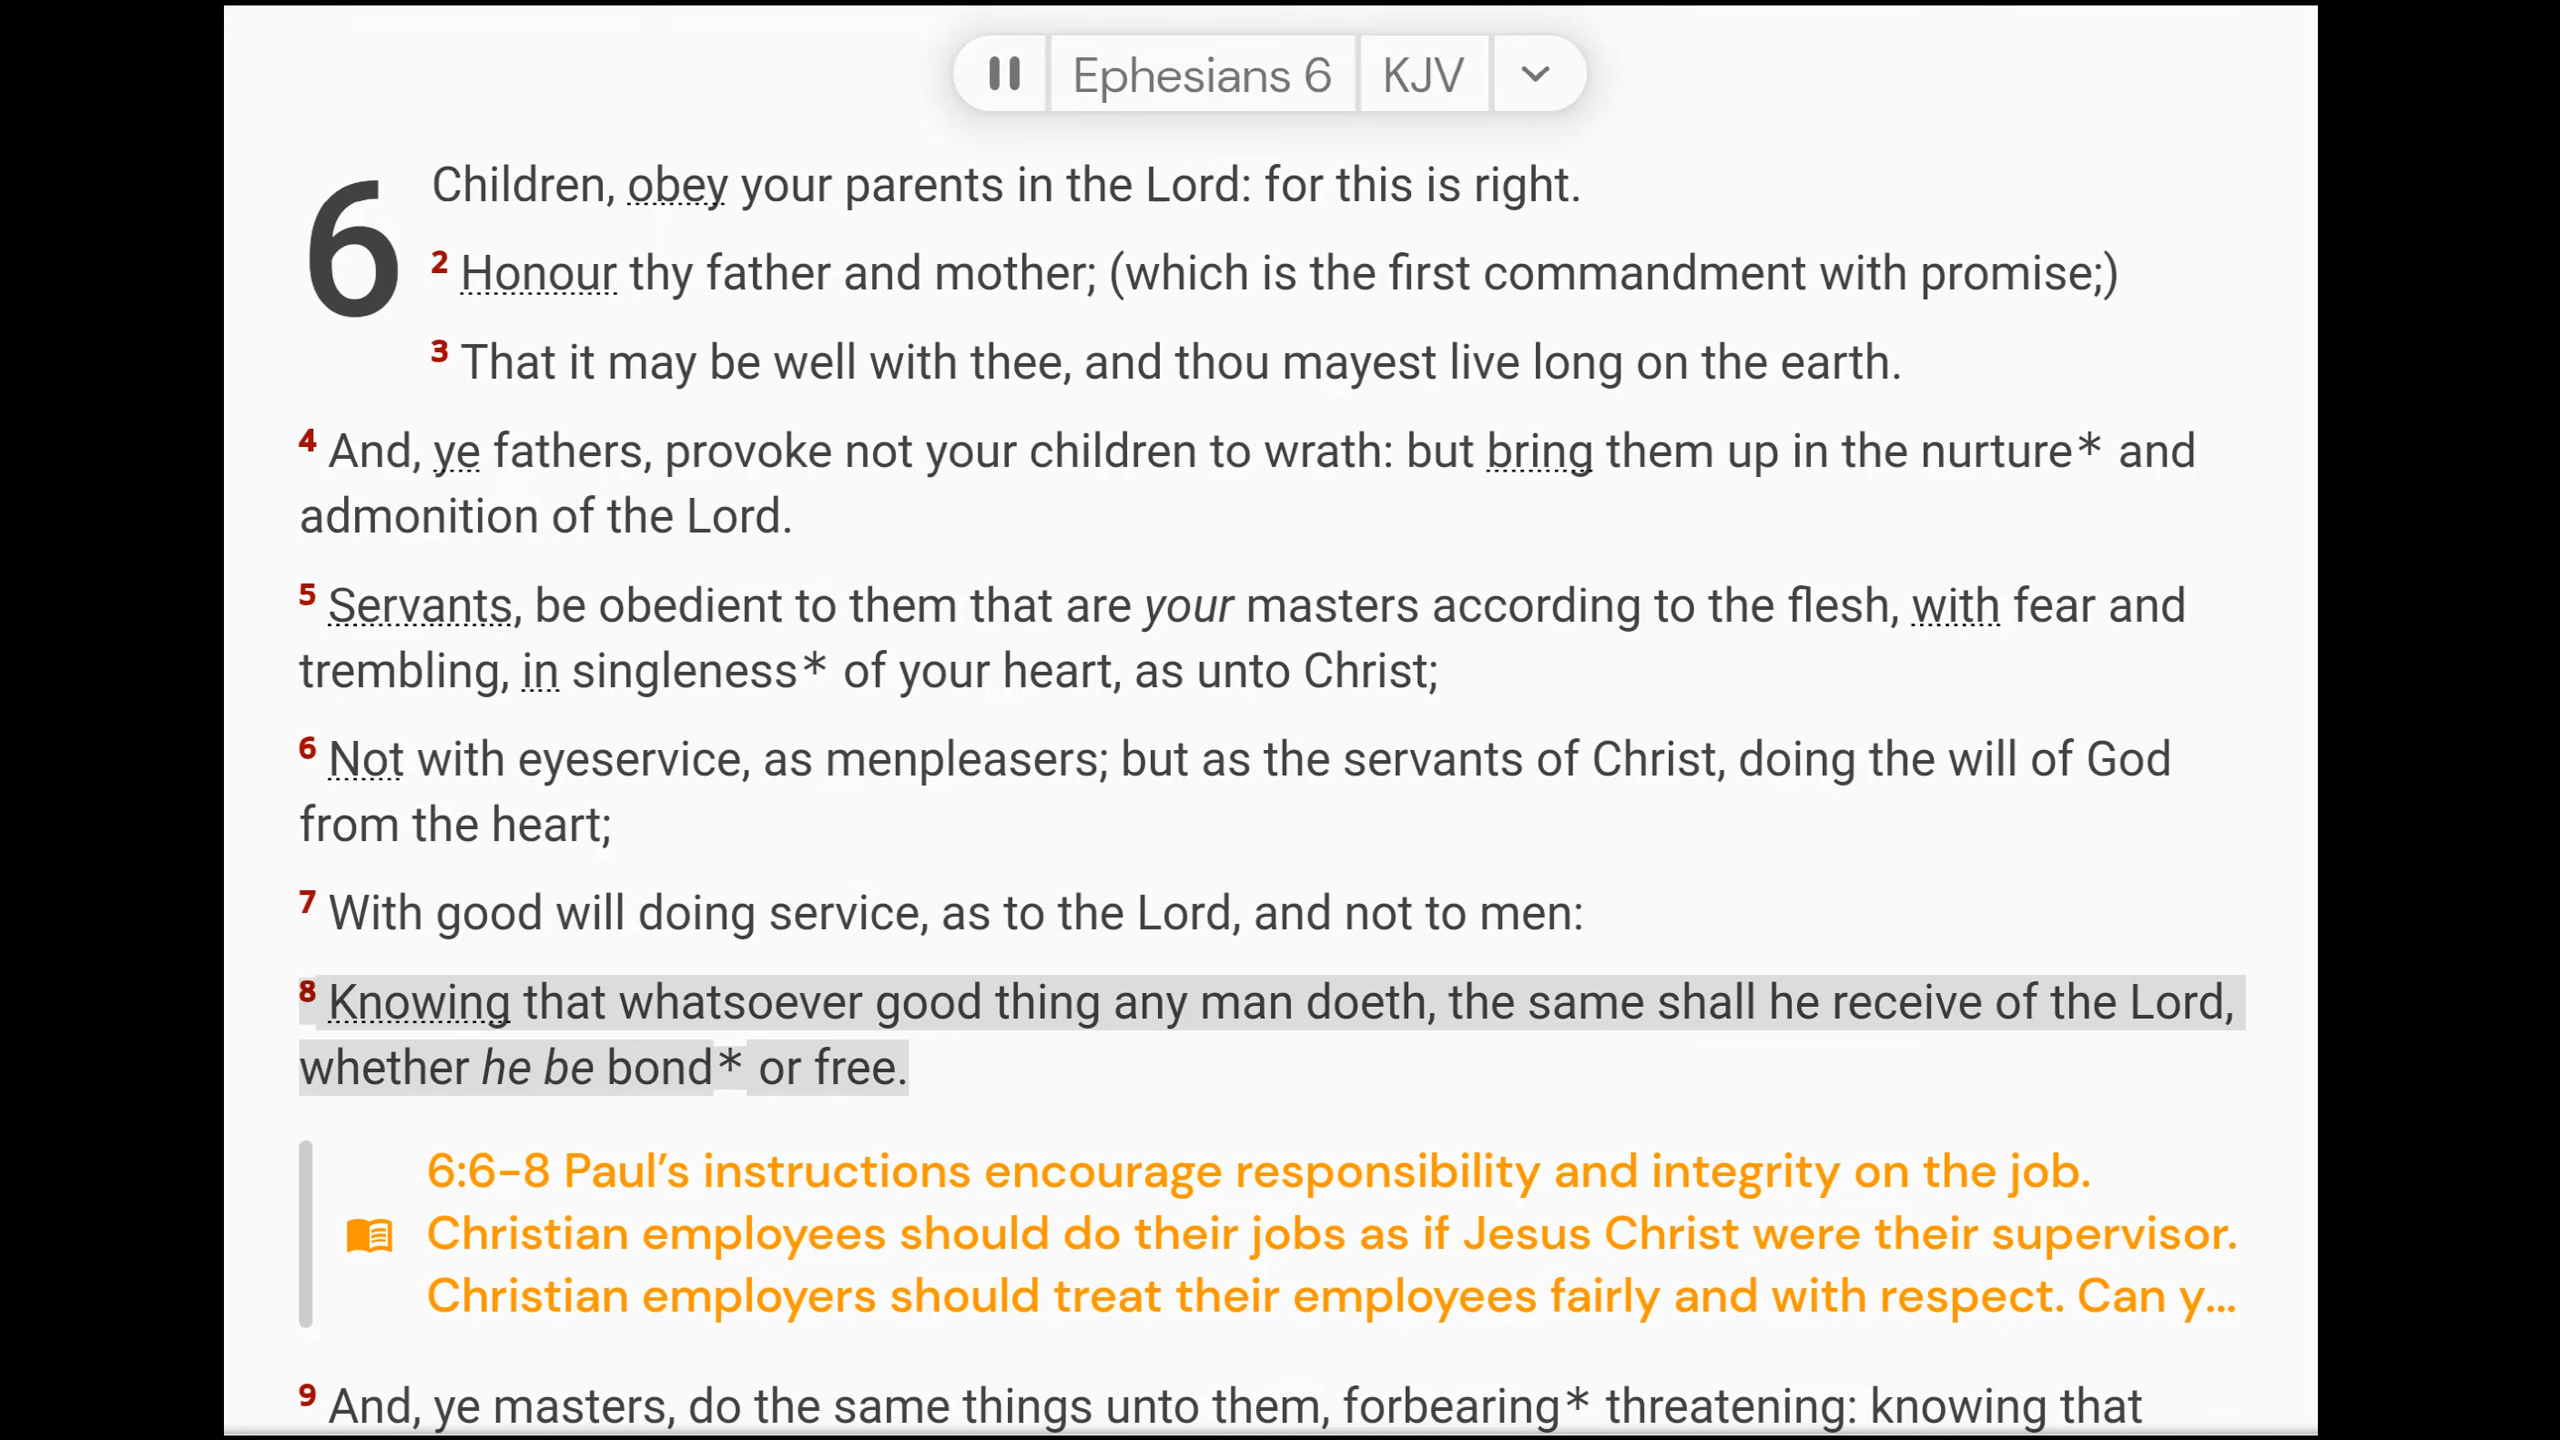 Ephesians 6 KJV
6 Children, obey your parents in the Lord: for this is right.
2 Honour thy father and mother; (which is the first commandment with promise;)
3 That it may be well with thee, and thou mayest live long on the earth.
4 And, ye fathers, provoke not your children to wrath: but bring them up in the nurture* and
admonition of the Lord.
5 Servants, be obedient to them that are your masters according to the flesh, with fear and
trembling, in singleness* of your heart, as unto Christ;
6 Not with eyeservice, as menpleasers; but as the servants of Christ, doing the will of God
from the heart;
7 With good will doing service, as to the Lord, and not to men:
8 Knowing that whatsoever good thing any man doeth, the same shall he receive of the Lord,
whether he be bond* or free.
6:6–8 Paul’s instructions encourage responsibility and integrity on the job.
Christian employees should do their jobs as if Jesus Christ were their supervisor.
Christian employers should treat their employees fairly and with respect. Can y...
9 And, ye masters, do the same things unto them, forbearing* threatening: knowing that